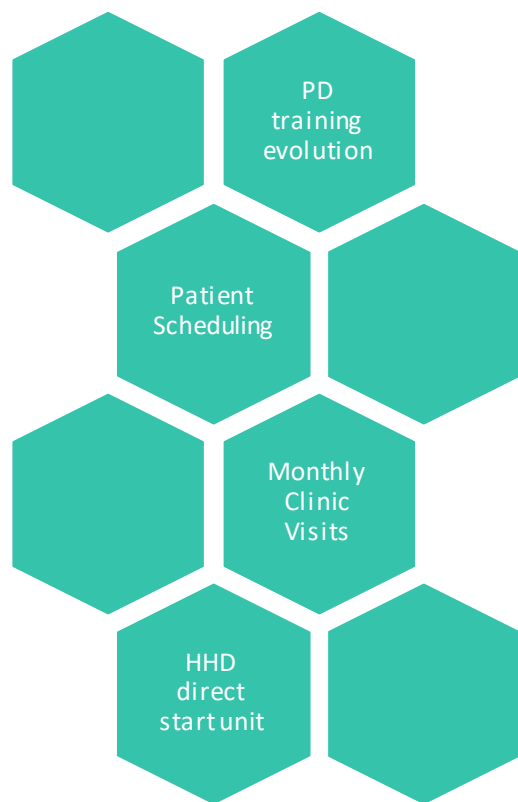 PD
training
evolution
Patient
Scheduling
Monthly
Clinic
Visits
HHD
direct
start unit